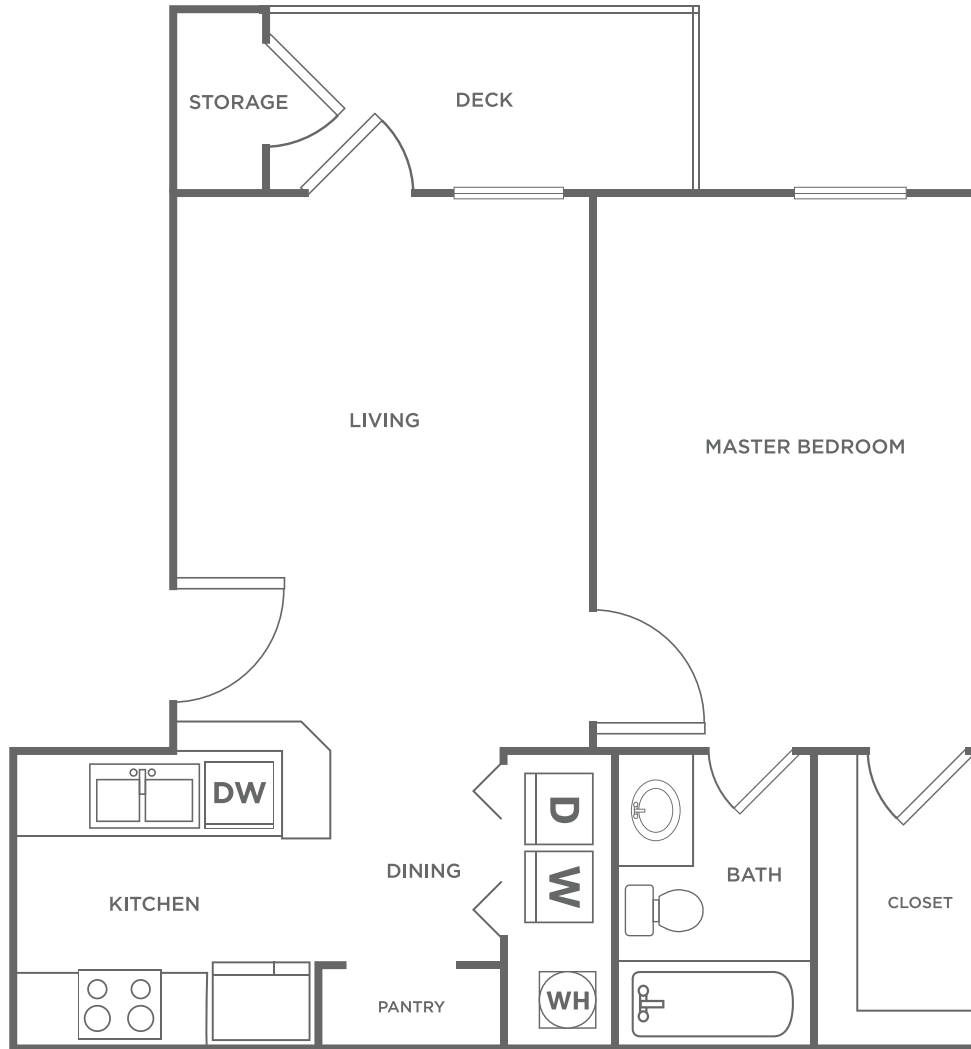 STORAGE
DECK
LIVING
MASTER BEDROOM
DW
D
W
DINING
BATH
KITCHEN
CLOSET
PANTRY
WH